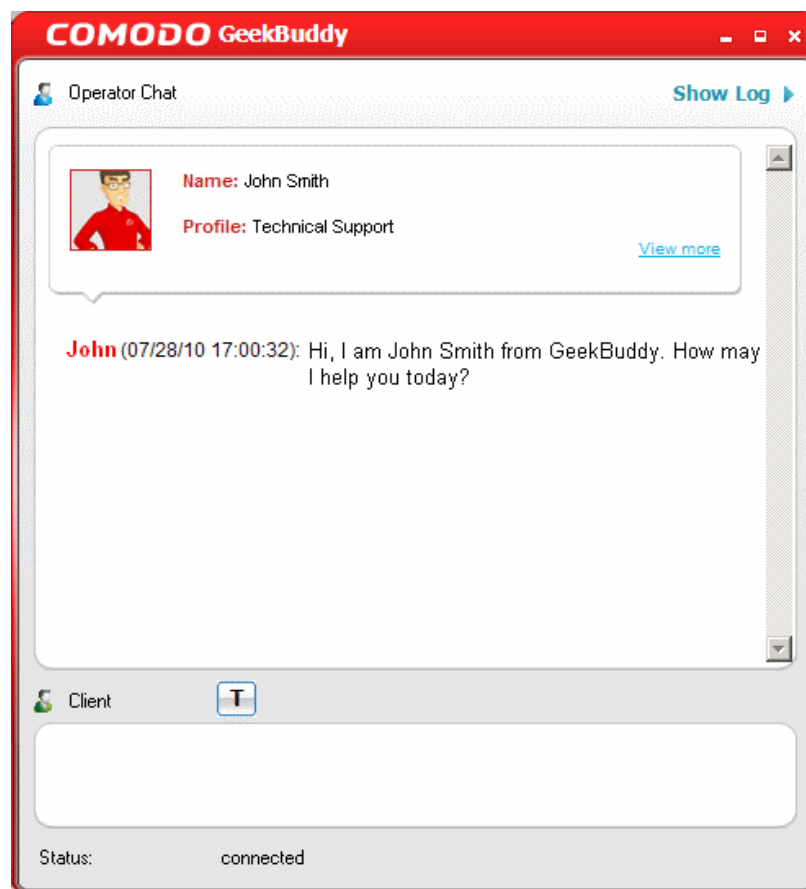 COMODO GeekBuddy
Operator Chat
Show Log
Name: John Smith
Profile: Technical Support
View more
John (07/28/10 17:00:32): Hi, I am John Smith from GeekBuddy. How may
I help you today?
Client
T
Status: connected